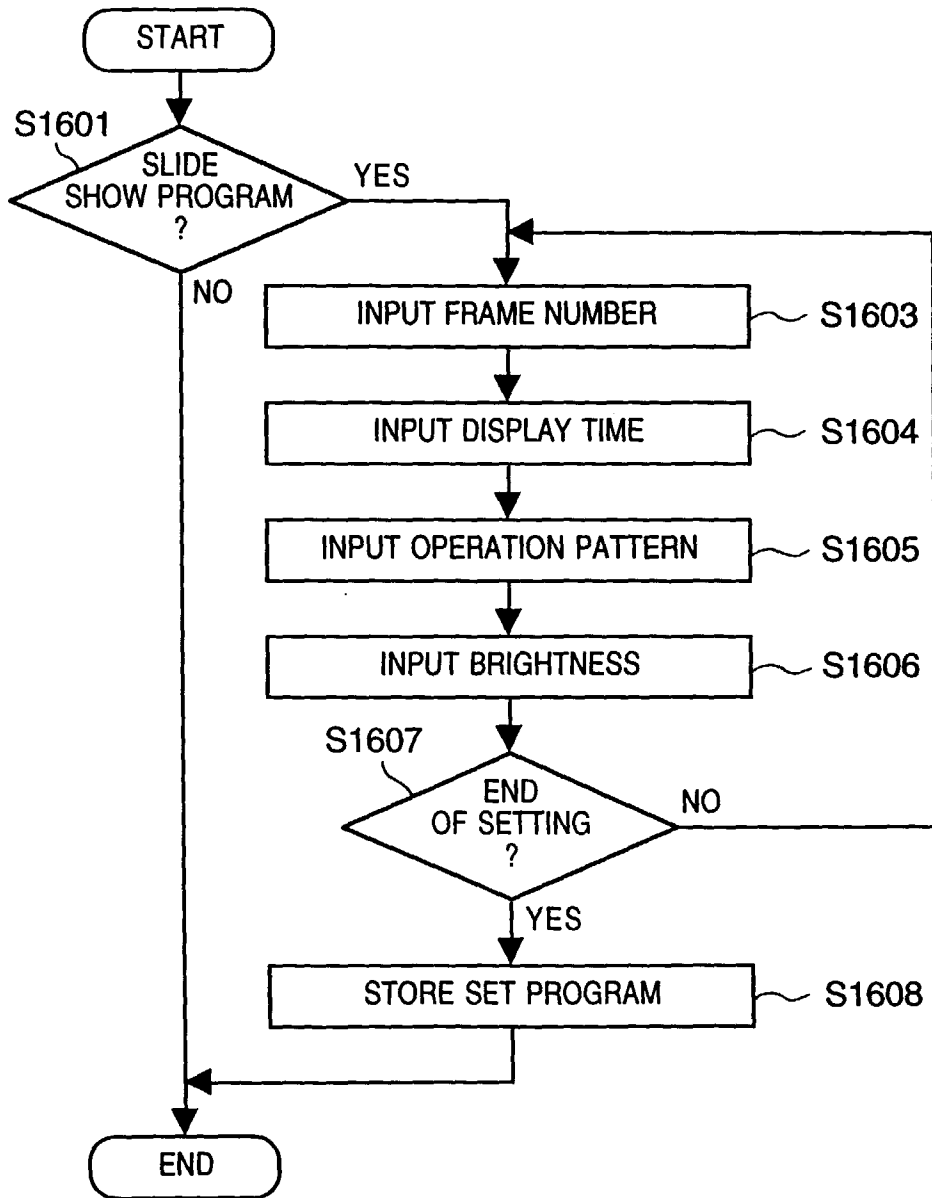 START
S1601
SLIDE
SHOW PROGRAM
?
YES
NO
INPUT FRAME NUMBER
S1603
INPUT DISPLAY TIME
S1604
INPUT OPERATION PATTERN
S1605
INPUT BRIGHTNESS
S1606
S1607
END
OF SETTING
?
NO
YES
STORE SET PROGRAM
S1608
END